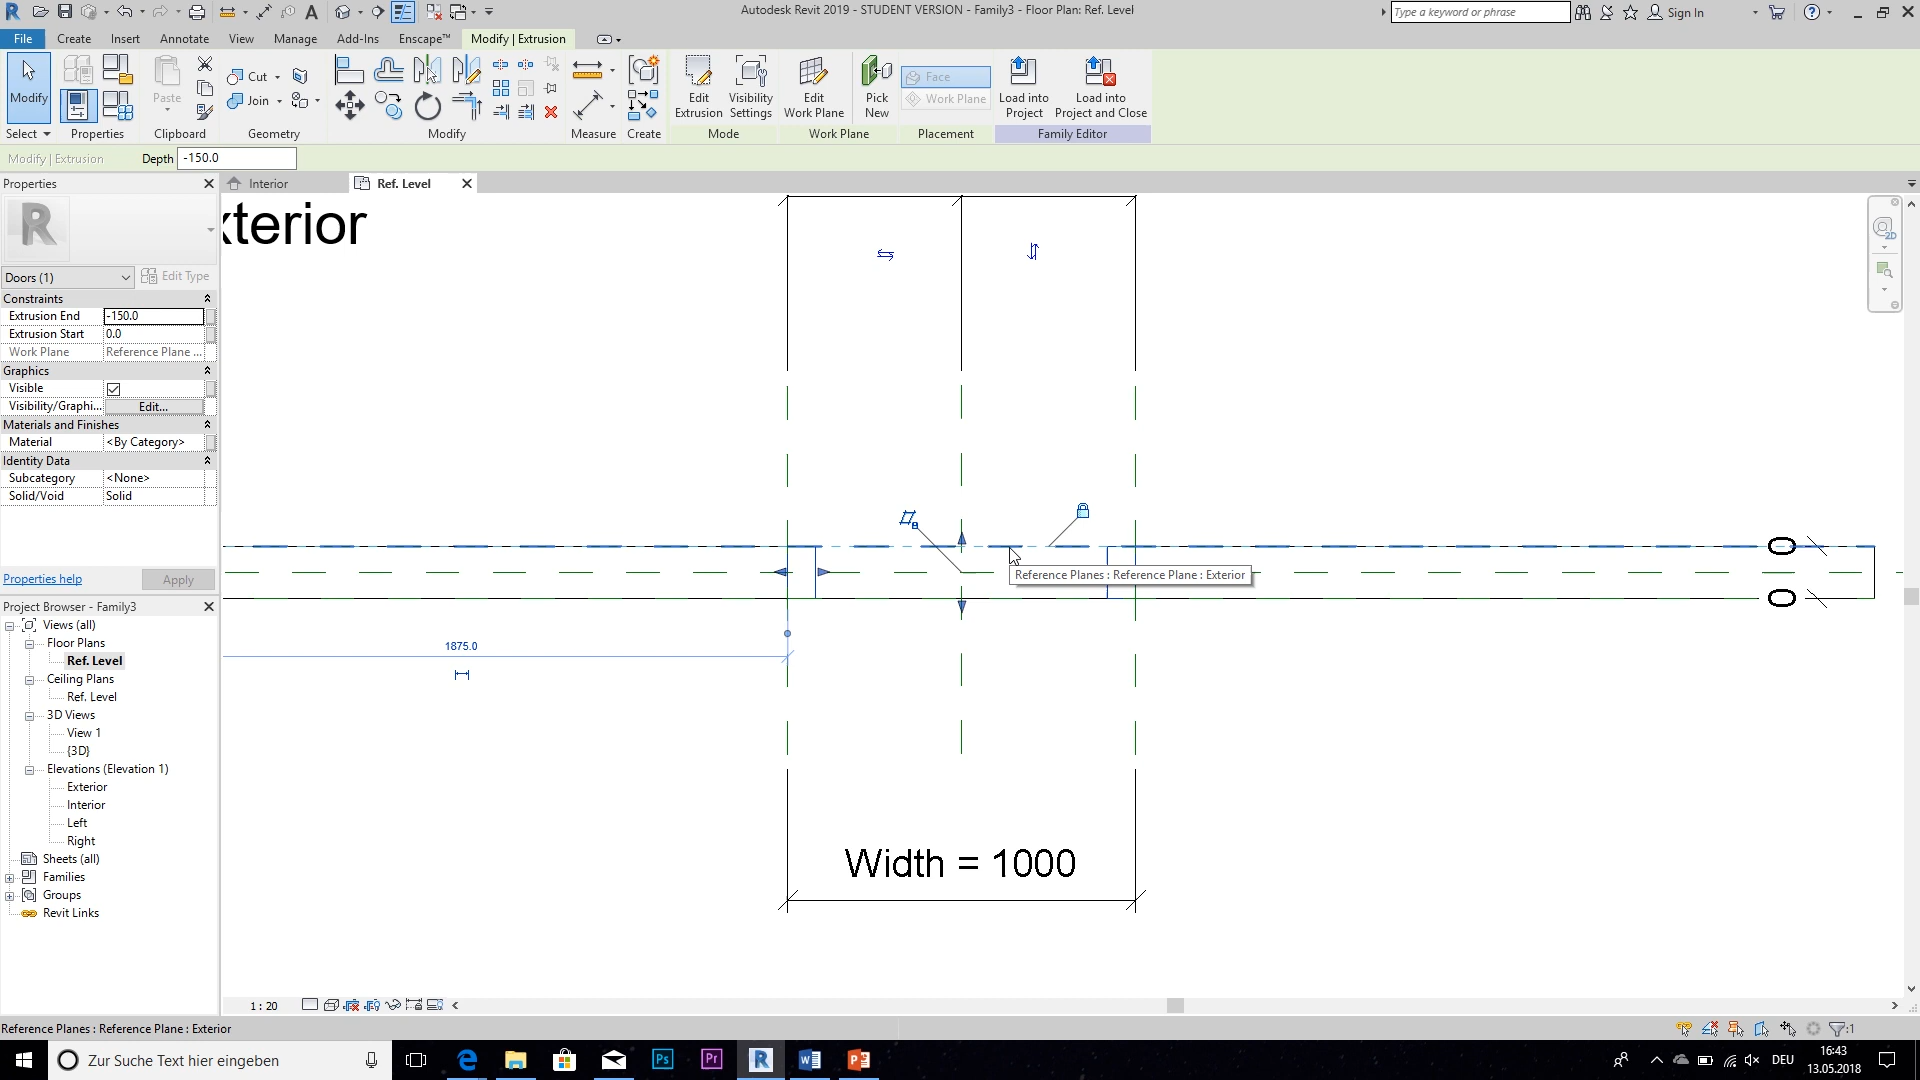 Autodesk Revit 2019 - STUDENT VERSION - Family3 - Floor Plan: Ref. Level
Type a keyword or phrase
Sign In
File
Create
Insert
Annotate
View
Manage
Add-Ins
Enscape™
Modify | Extrusion
Modify
Paste
Cut
Join
Edit Extrusion
Visibility Settings
Edit Work Plane
Pick New
Face
Work Plane
Load into Project
Load into Project and Close
Select
Properties
Clipboard
Geometry
Modify
Measure
Create
Mode
Work Plane
Placement
Family Editor
Modify | Extrusion
Depth
-150.0
Properties
Interior
Ref. Level
Doors (1)
Edit Type
Constraints
Extrusion End
-150.0
Extrusion Start
0.0
Work Plane
Reference Plane ...
Graphics
Visible
Visibility/Graphi...
Edit...
Materials and Finishes
Material
<By Category>
Identity Data
Subcategory
<None>
Solid/Void
Solid
Properties help
Apply
Project Browser - Family3
Views (all)
Floor Plans
Ref. Level
Ceiling Plans
Ref. Level
3D Views
View 1
{3D}
Elevations (Elevation 1)
Exterior
Interior
Left
Right
Sheets (all)
Families
Groups
Revit Links
xterior
Reference Planes : Reference Plane : Exterior
0
0
1875.0
Width = 1000
1 : 20
Reference Planes : Reference Plane : Exterior
:1
Zur Suche Text hier eingeben
DEU
16:43
13.05.2018